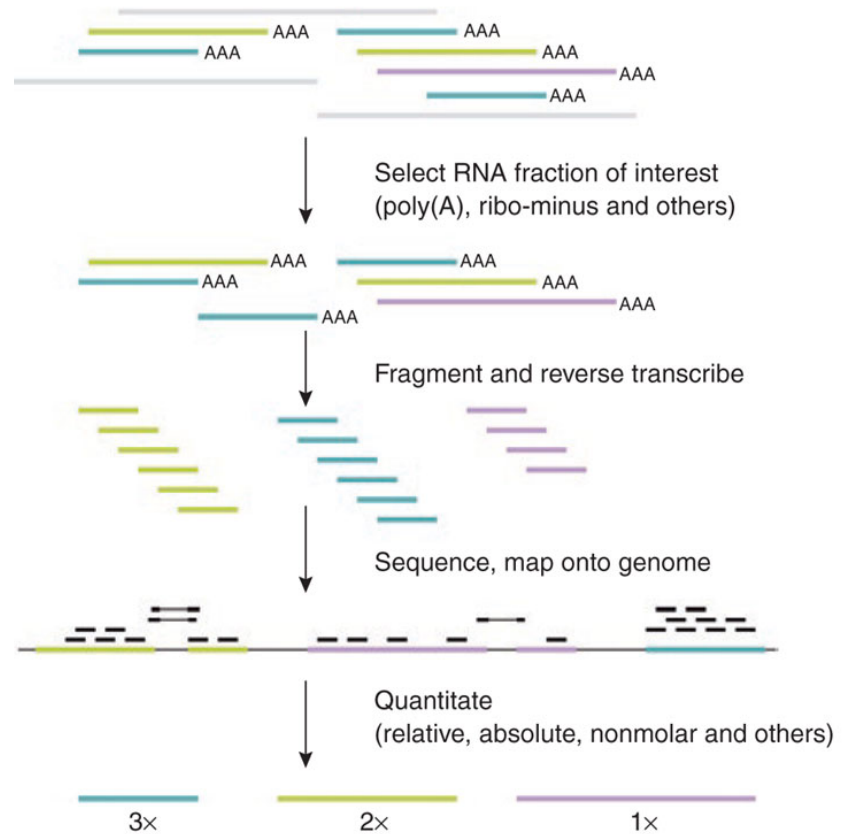 AAA
AAA
AAA
AAA
AAA
AAA
Select RNA fraction of interest
(poly(A), ribo-minus and others)
AAA
AAA
AAA
AAA
AAA
AAA
Fragment and reverse transcribe
Sequence, map onto genome
Quantitate
(relative, absolute, nonmolar and others)
3×
2×
1×